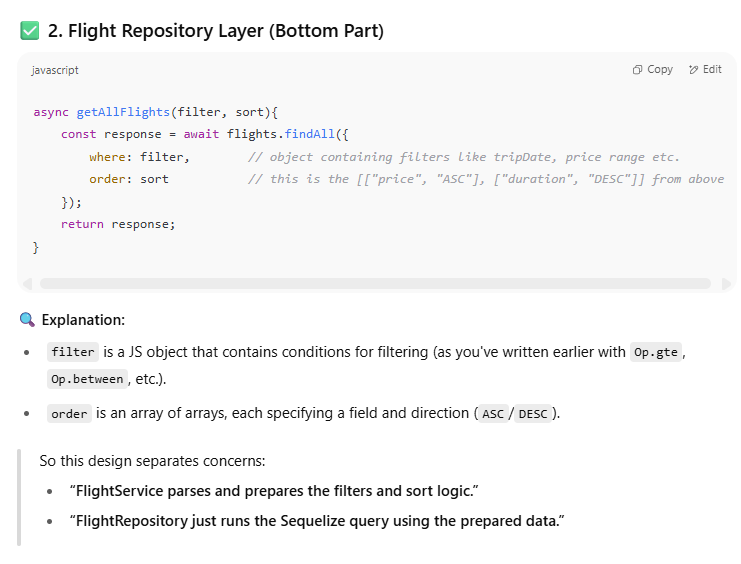 ✅ 2. Flight Repository Layer (Bottom Part)
javascript Copy Edit
async getAllFlights(filter, sort){
    const response = await flights.findAll({
        where: filter,        // object containing filters like tripDate, price range etc.
        order: sort           // this is the [["price", "ASC"], ["duration", "DESC"]] from above
    });
    return response;
}
🔍 Explanation:
• filter is a JS object that contains conditions for filtering (as you've written earlier with Op.gte,
Op.between, etc.).
• order is an array of arrays, each specifying a field and direction (ASC/DESC).
So this design separates concerns:
• “FlightService parses and prepares the filters and sort logic.”
• “FlightRepository just runs the Sequelize query using the prepared data.”